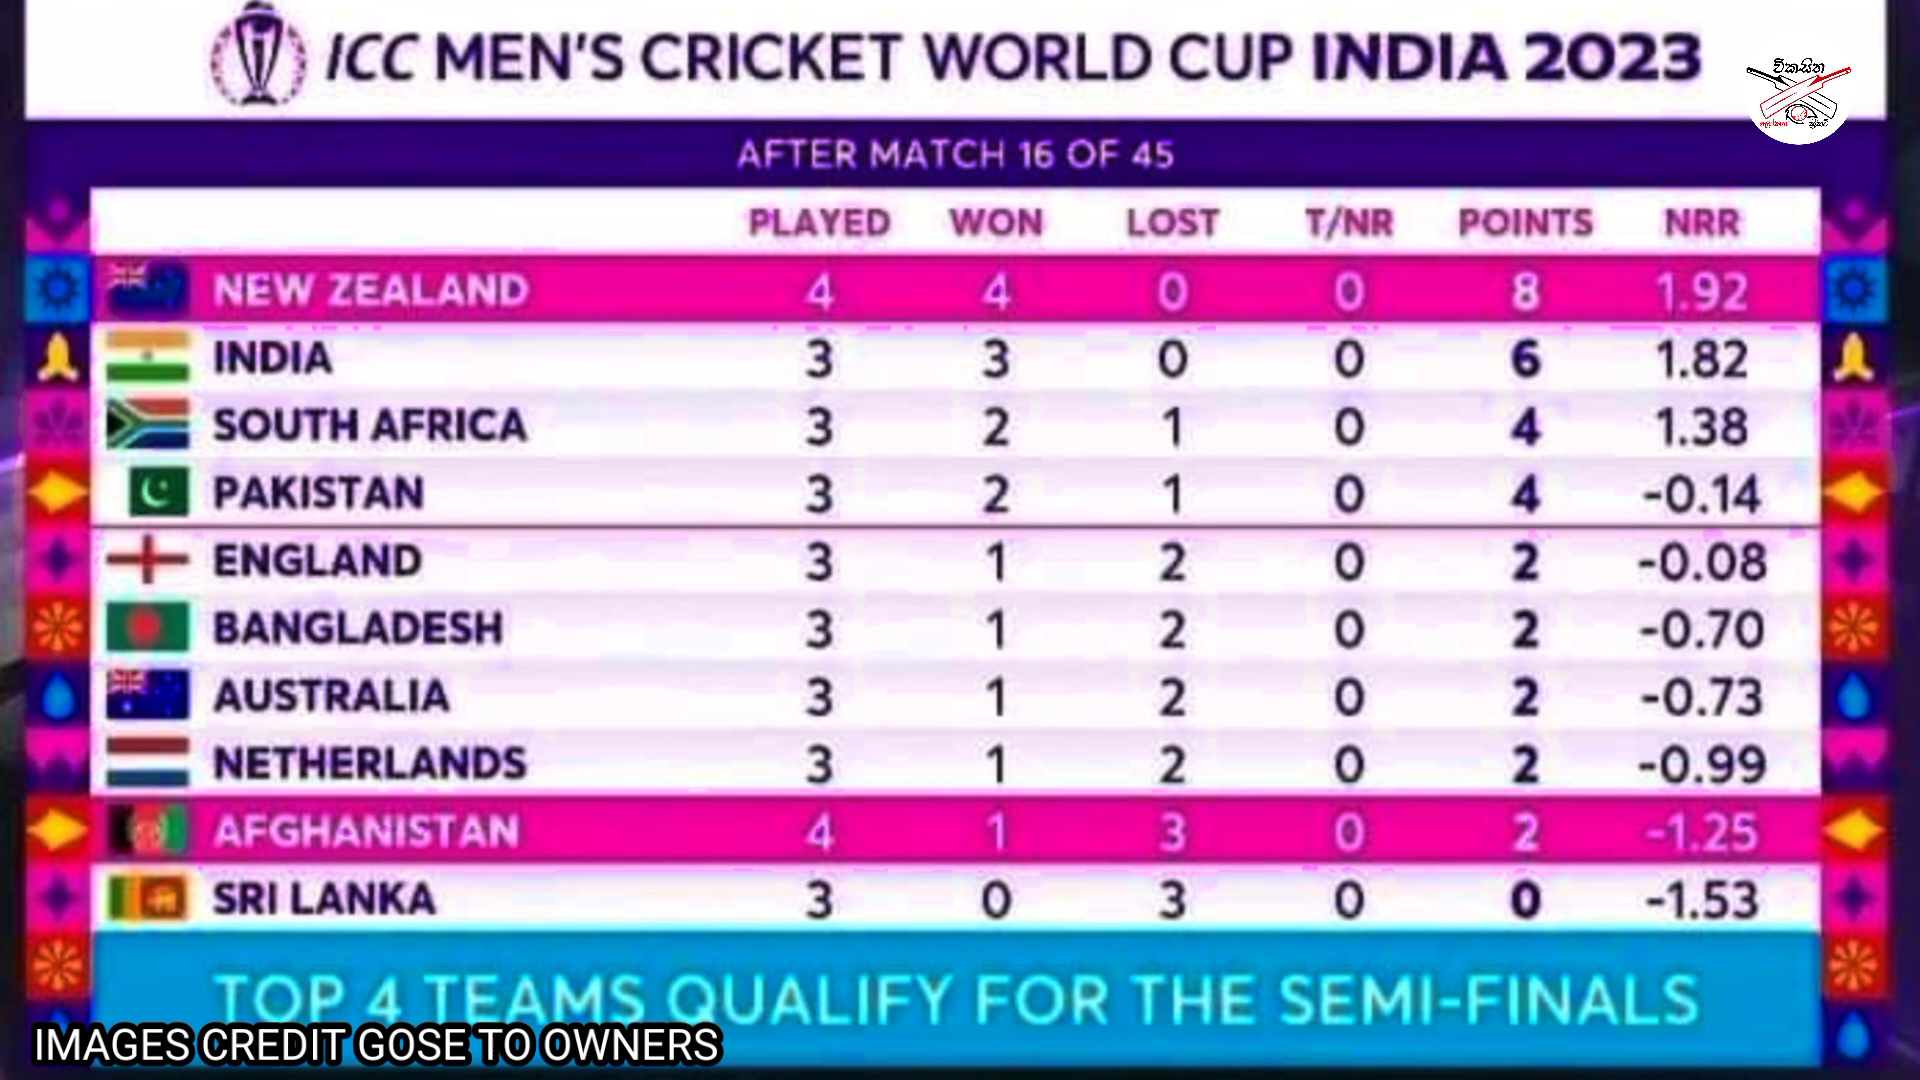 ICC MEN'S CRICKET WORLD CUP INDIA 2023
විකසිත
AFTER MATCH 16 OF 45
PLAYED WON LOST T/NR POINTS NRR
NEW ZEALAND 4 4 0 0 8 1.92
INDIA 3 3 0 0 6 1.82
SOUTH AFRICA 3 2 1 0 4 1.38
PAKISTAN 3 2 1 0 4 -0.14
ENGLAND 3 1 2 0 2 -0.08
BANGLADESH 3 1 2 0 2 -0.70
AUSTRALIA 3 1 2 0 2 -0.73
NETHERLANDS 3 1 2 0 2 -0.99
AFGHANISTAN 4 1 3 0 2 -1.25
SRI LANKA 3 0 3 0 0 -1.53
TOP 4 TEAMS QUALIFY FOR THE SEMI-FINALS
IMAGES CREDIT GOSE TO OWNERS